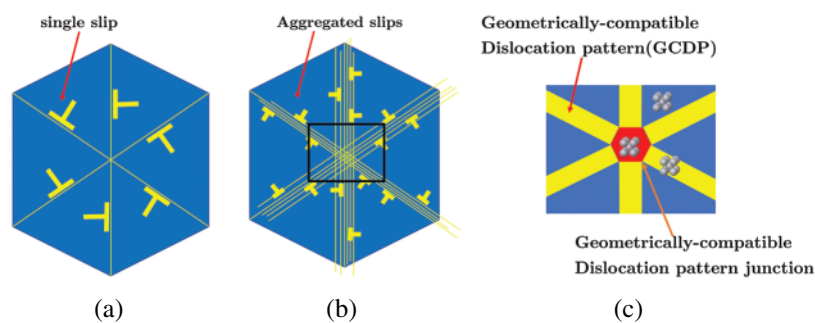 single slip
Aggregated slips
Geometrically-compatible
Dislocation pattern(GCDP)
Geometrically-compatible
Dislocation pattern junction
(a)
(b)
(c)